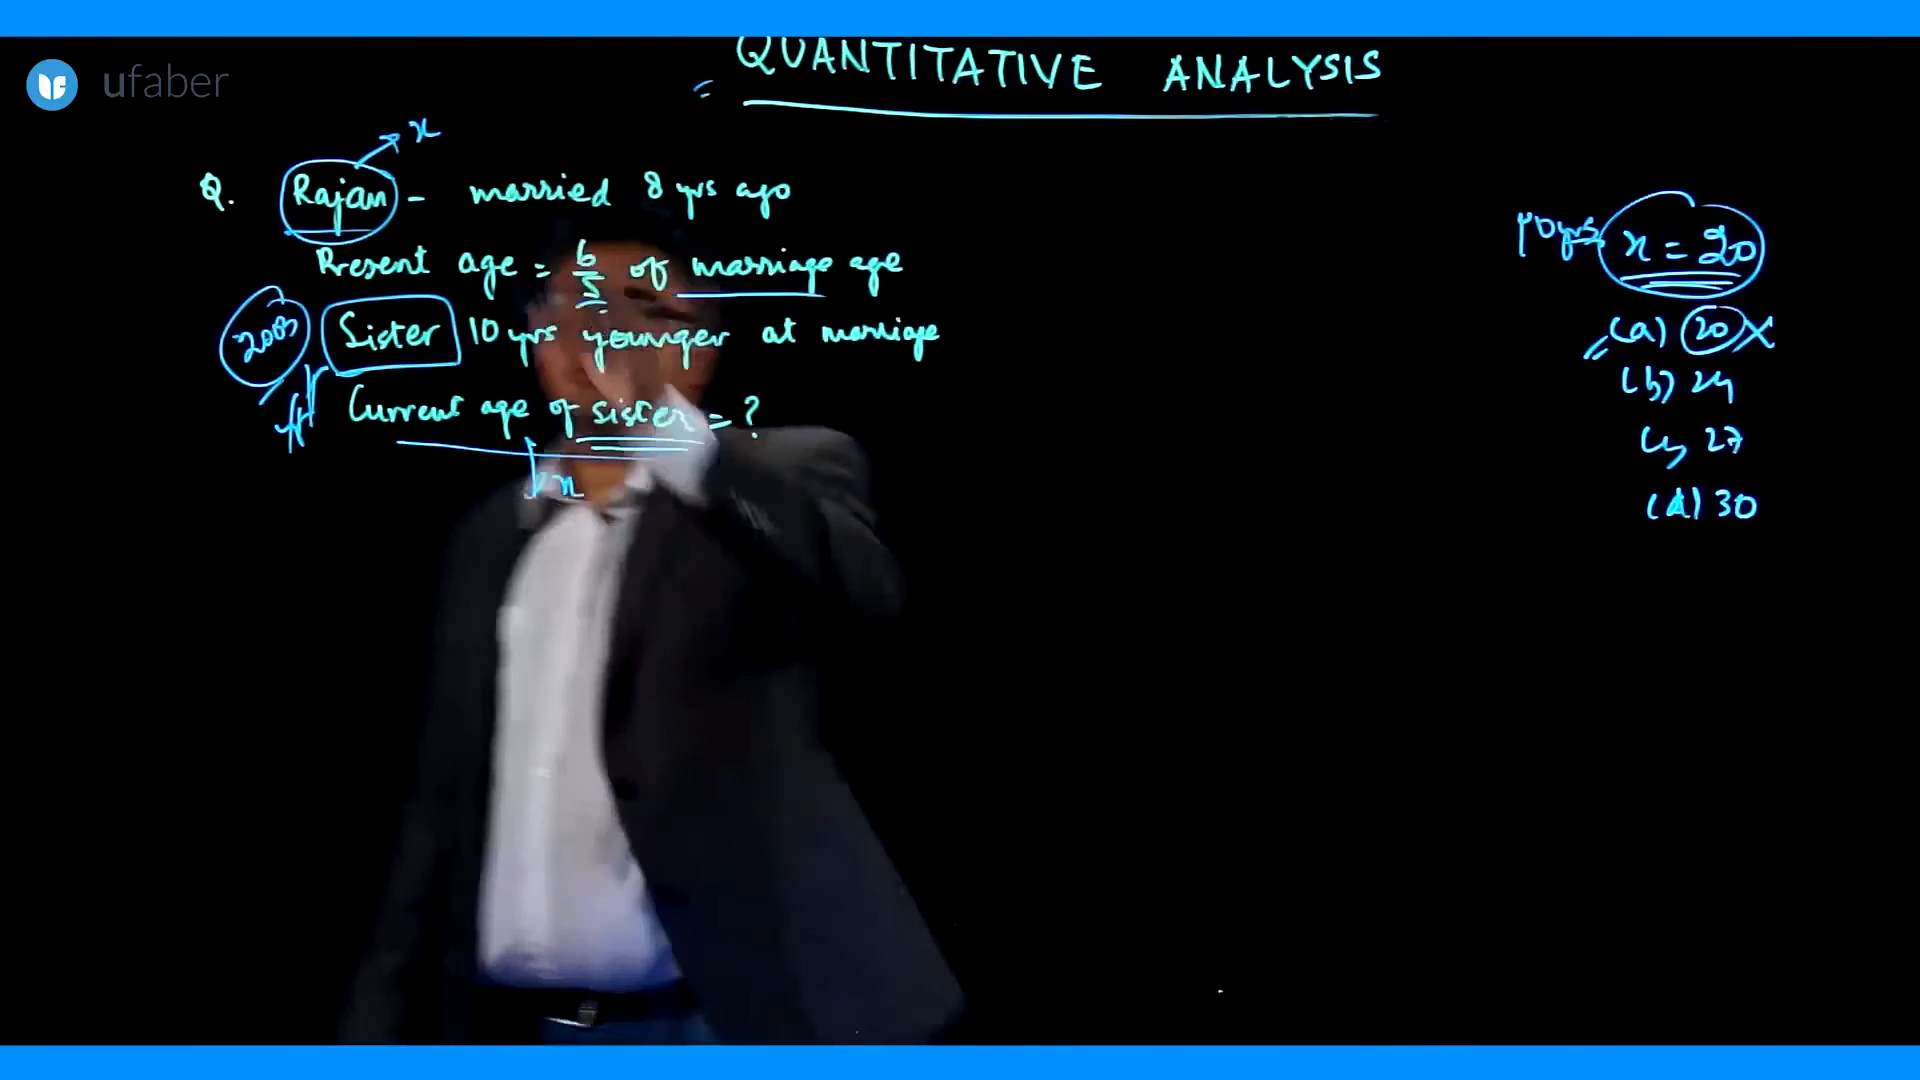 ufaber
= QUANTITATIVE ANALYSIS
x
Q. Rajan - married 8 yrs ago
Present age = 6/5 of marriage age
Sister 10 yrs younger at marriage
Current age of sister = ?
x
10 yrs x = 20
(a) 20 X
(b) 24
(c) 27
(d) 30